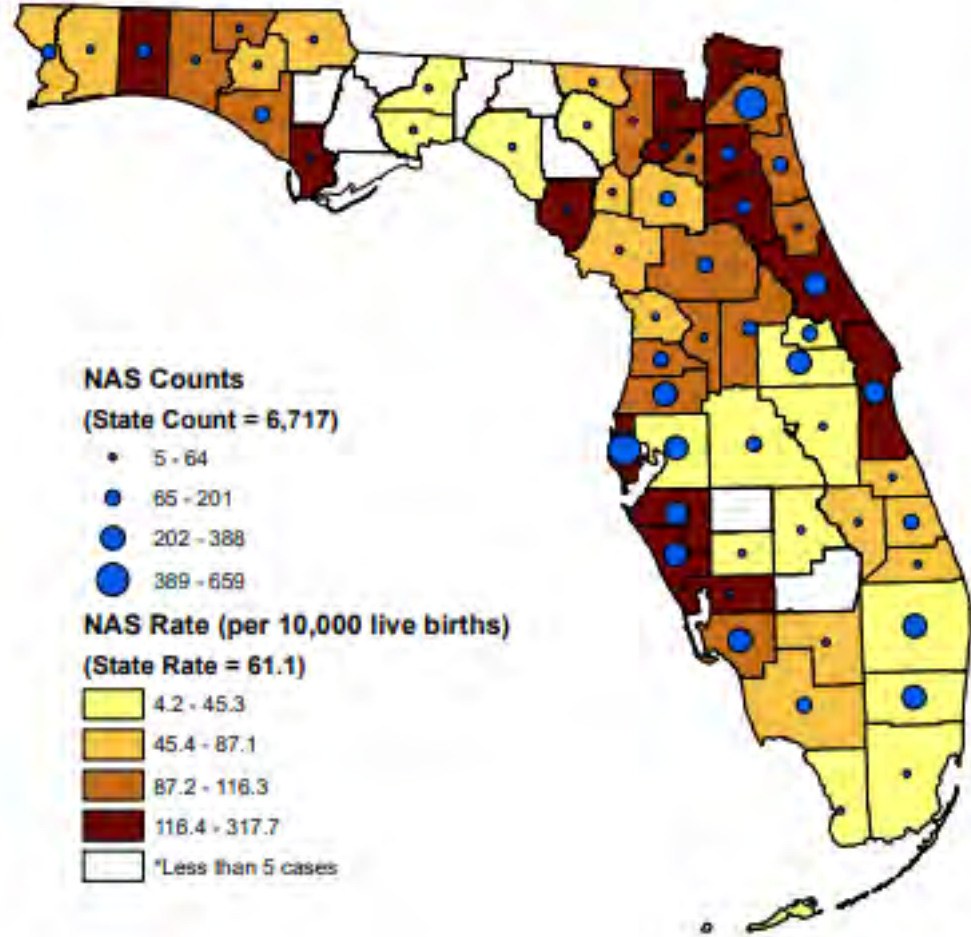 NAS Counts
(State Count = 6,717)
5 - 64
65 - 201
202 - 388
389 - 659
NAS Rate (per 10,000 live births)
(State Rate = 61.1)
4.2 - 45.3
45.4 - 87.1
87.2 - 116.3
116.4 - 317.7
*Less than 5 cases